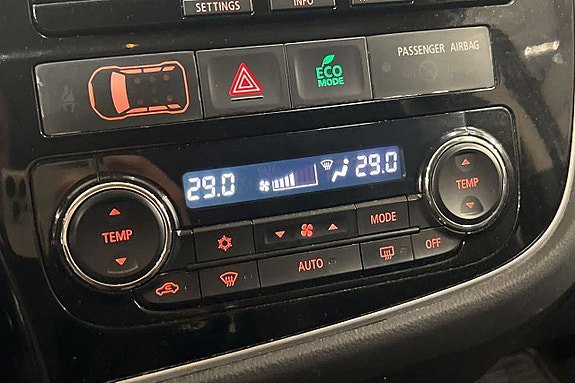 SETTINGS
INFO
ECO
MODE
PASSENGER AIRBAG
29.0
29.0
TEMP
TEMP
MODE
AUTO
OFF